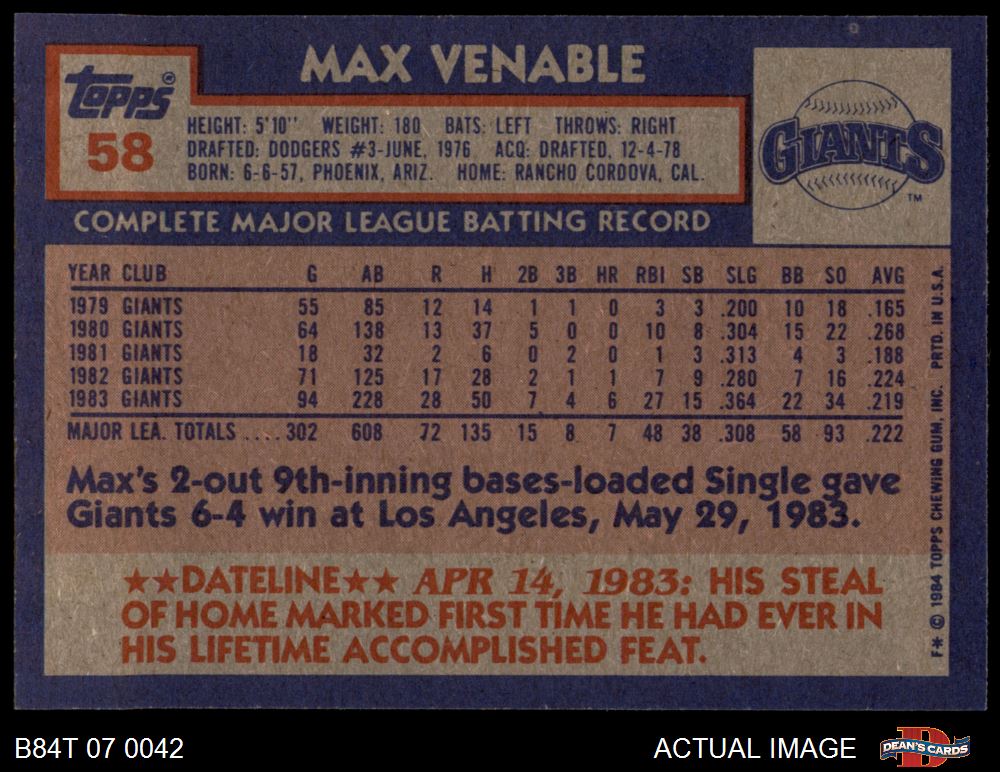 MAX VENABLE
Topps®
58
HEIGHT: 5'10" WEIGHT: 180 BATS: LEFT THROWS: RIGHT
DRAFTED: DODGERS #3-JUNE, 1976 ACQ: DRAFTED, 12-4-78
BORN: 6-6-57, PHOENIX, ARIZ. HOME: RANCHO CORDOVA, CAL.
GIANTS
TM
COMPLETE MAJOR LEAGUE BATTING RECORD
YEAR CLUB G AB R H 2B 3B HR RBI SB SLG BB SO AVG
1979 GIANTS 55 85 12 14 1 1 0 3 3 .200 10 18 .165
1980 GIANTS 64 138 13 37 5 0 0 10 8 .304 15 22 .268
1981 GIANTS 18 32 2 6 0 2 0 1 3 .313 4 3 .188
1982 GIANTS 71 125 17 28 2 1 1 7 9 .280 7 16 .224
1983 GIANTS 94 228 28 50 7 4 6 27 15 .364 22 34 .219
MAJOR LEA. TOTALS .... 302 608 72 135 15 8 7 48 38 .308 58 93 .222
Max's 2-out 9th-inning bases-loaded Single gave
Giants 6-4 win at Los Angeles, May 29, 1983.
★★DATELINE★★ APR 14, 1983: HIS STEAL
OF HOME MARKED FIRST TIME HE HAD EVER IN
HIS LIFETIME ACCOMPLISHED FEAT.
F* © 1984 TOPPS CHEWING GUM, INC. PRTD. IN U.S.A.
B84T 07 0042
ACTUAL IMAGE
DEAN'S CARDS